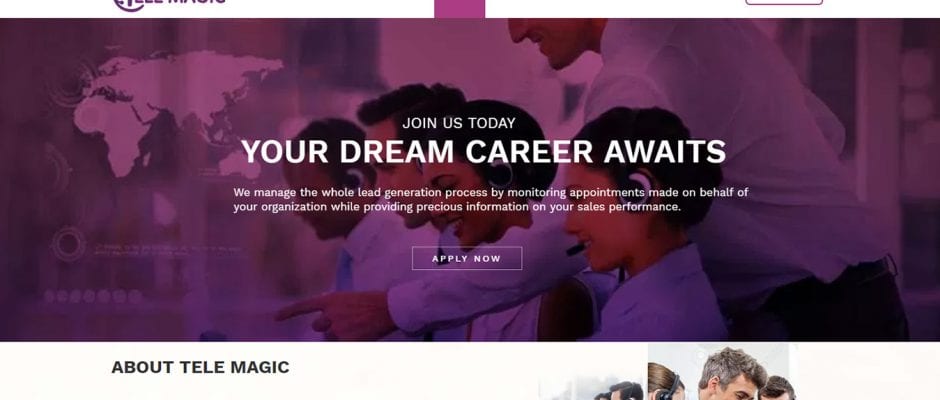 TELE MAGIC
JOIN US TODAY
YOUR DREAM CAREER AWAITS
We manage the whole lead generation process by monitoring appointments made on behalf of
your organization while providing precious information on your sales performance.
APPLY NOW
ABOUT TELE MAGIC